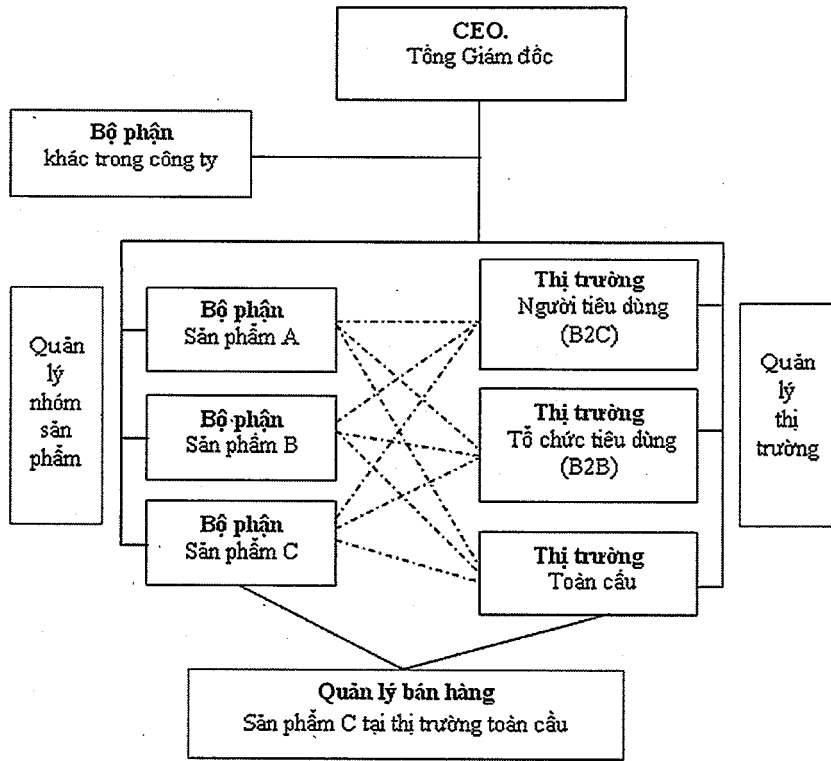 CEO.
Tổng Giám đốc
Bộ phận
khác trong công ty
Quản
lý
nhóm
sản
phẩm
Bộ phận
Sản phẩm A
Bộ phận
Sản phẩm B
Bộ phận
Sản phẩm C
Thị trường
Người tiêu dùng
(B2C)
Thị trường
Tổ chức tiêu dùng
(B2B)
Thị trường
Toàn cầu
Quản
lý
thị
trường
Quản lý bán hàng
Sản phẩm C tại thị trường toàn cầu